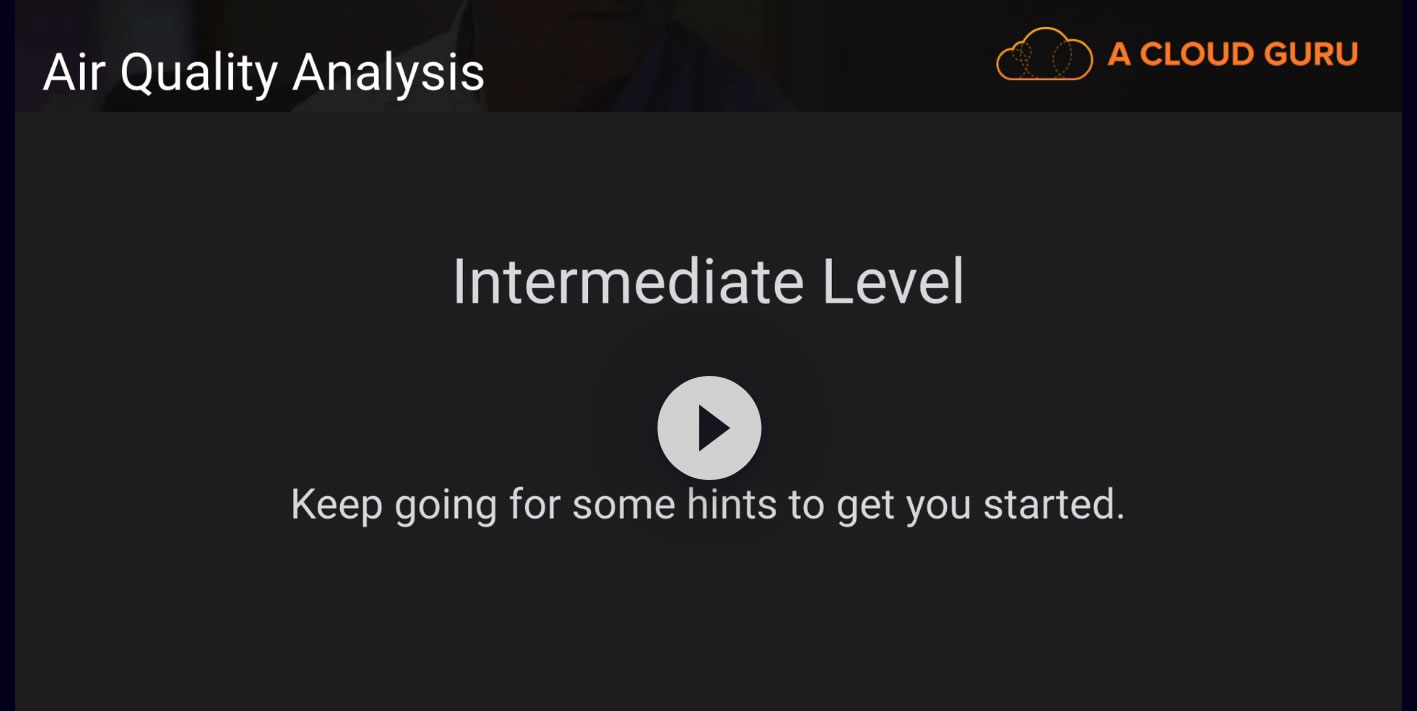 Air Quality Analysis
A CLOUD GURU
Intermediate Level
Keep going for some hints to get you started.